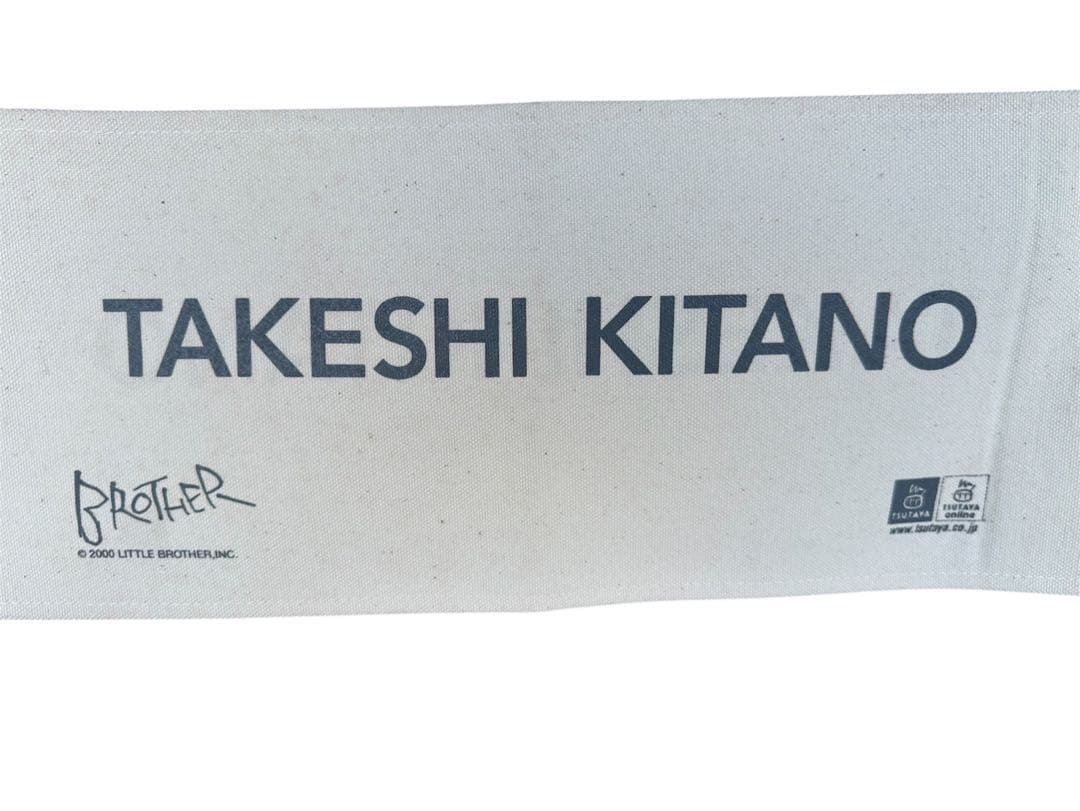 TAKESHI KITANO
BROTHER
© 2000 LITTLE BROTHER,INC.
TSUTAYA
TSUTAYA
online
www.tsutaya.co.jp